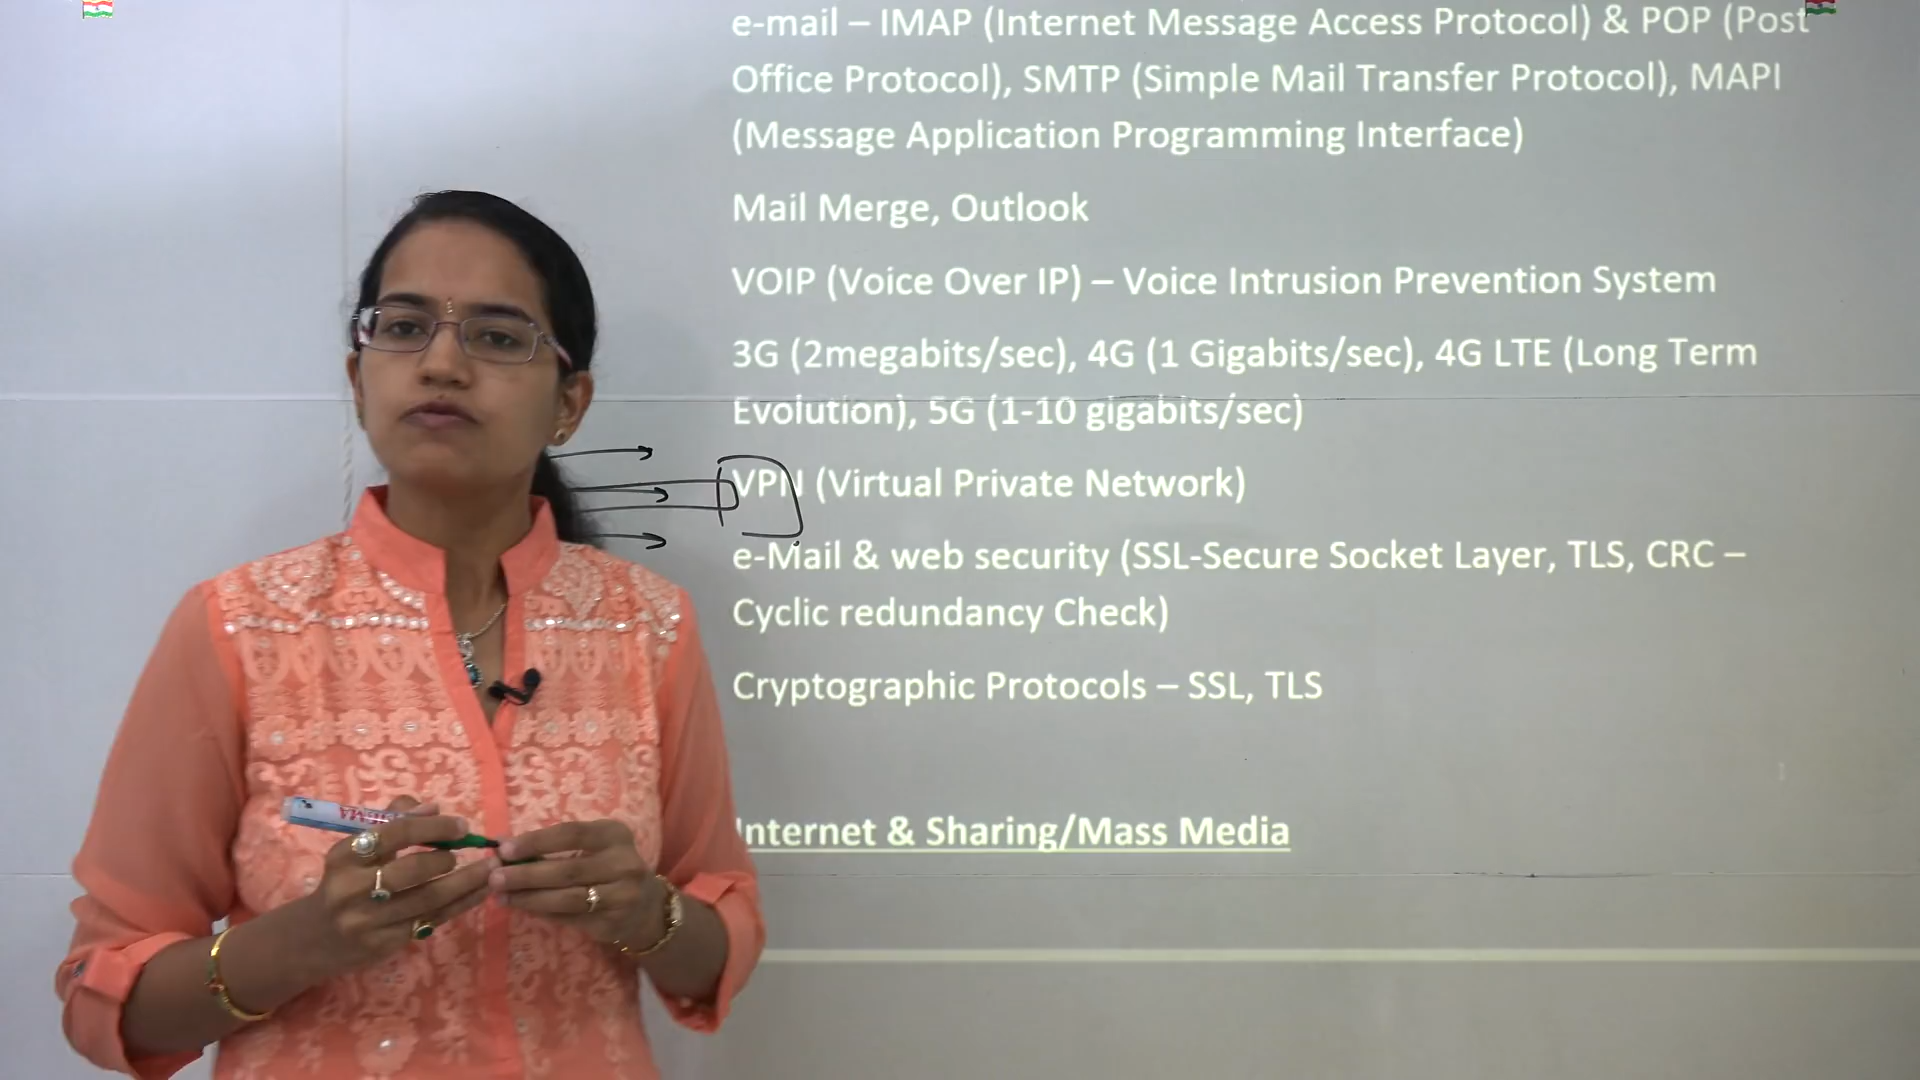 e-mail – IMAP (Internet Message Access Protocol) & POP (Post
Office Protocol), SMTP (Simple Mail Transfer Protocol), MAPI
(Message Application Programming Interface)
Mail Merge, Outlook
VOIP (Voice Over IP) – Voice Intrusion Prevention System
3G (2megabits/sec), 4G (1 Gigabits/sec), 4G LTE (Long Term
Evolution), 5G (1-10 gigabits/sec)
VPN (Virtual Private Network)
e-Mail & web security (SSL-Secure Socket Layer, TLS, CRC –
Cyclic redundancy Check)
Cryptographic Protocols – SSL, TLS
Internet & Sharing/Mass Media